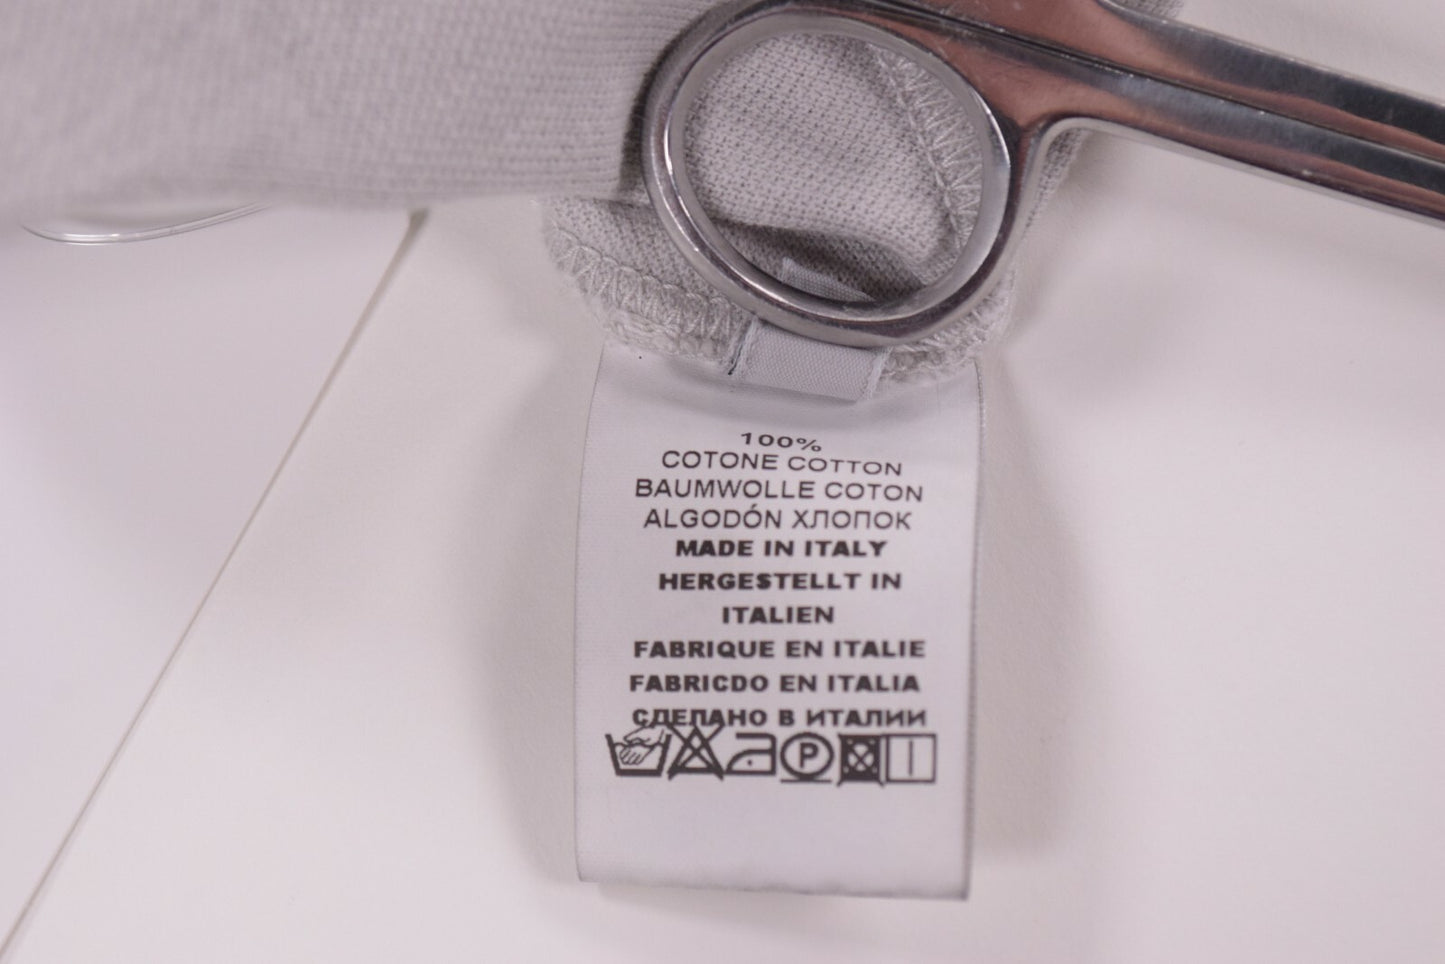 100%
COTONE COTTON
BAUMWOLLE COTON
ALGODÓN ХЛОПОК
MADE IN ITALY
HERGESTELLT IN
ITALIEN
FABRIQUE EN ITALIE
FABRICDO EN ITALIA
СДЕЛАНО В ИТАЛИИ
P